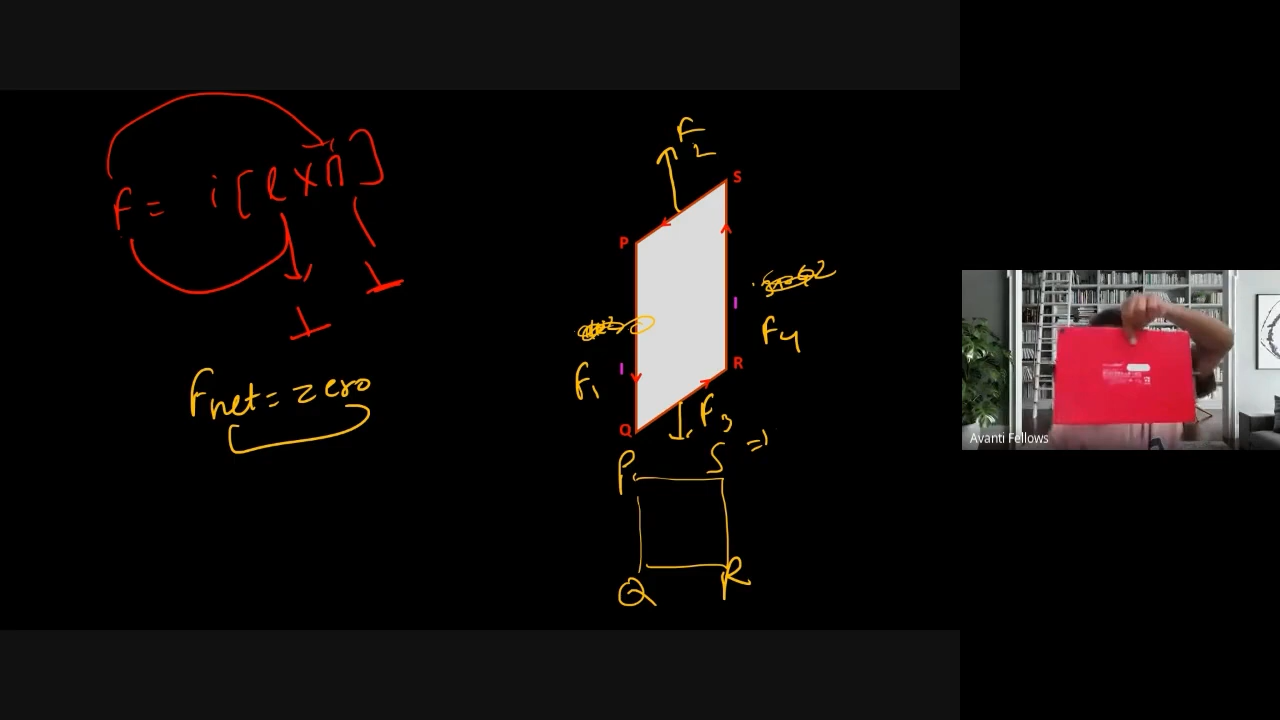 F = i [ l × B ]
⊥
⊥
Fnet = zero
F2
S
P
I
I
F1
F4
R
F3
Q
P S ⇒)
Q R
Avanti Fellows